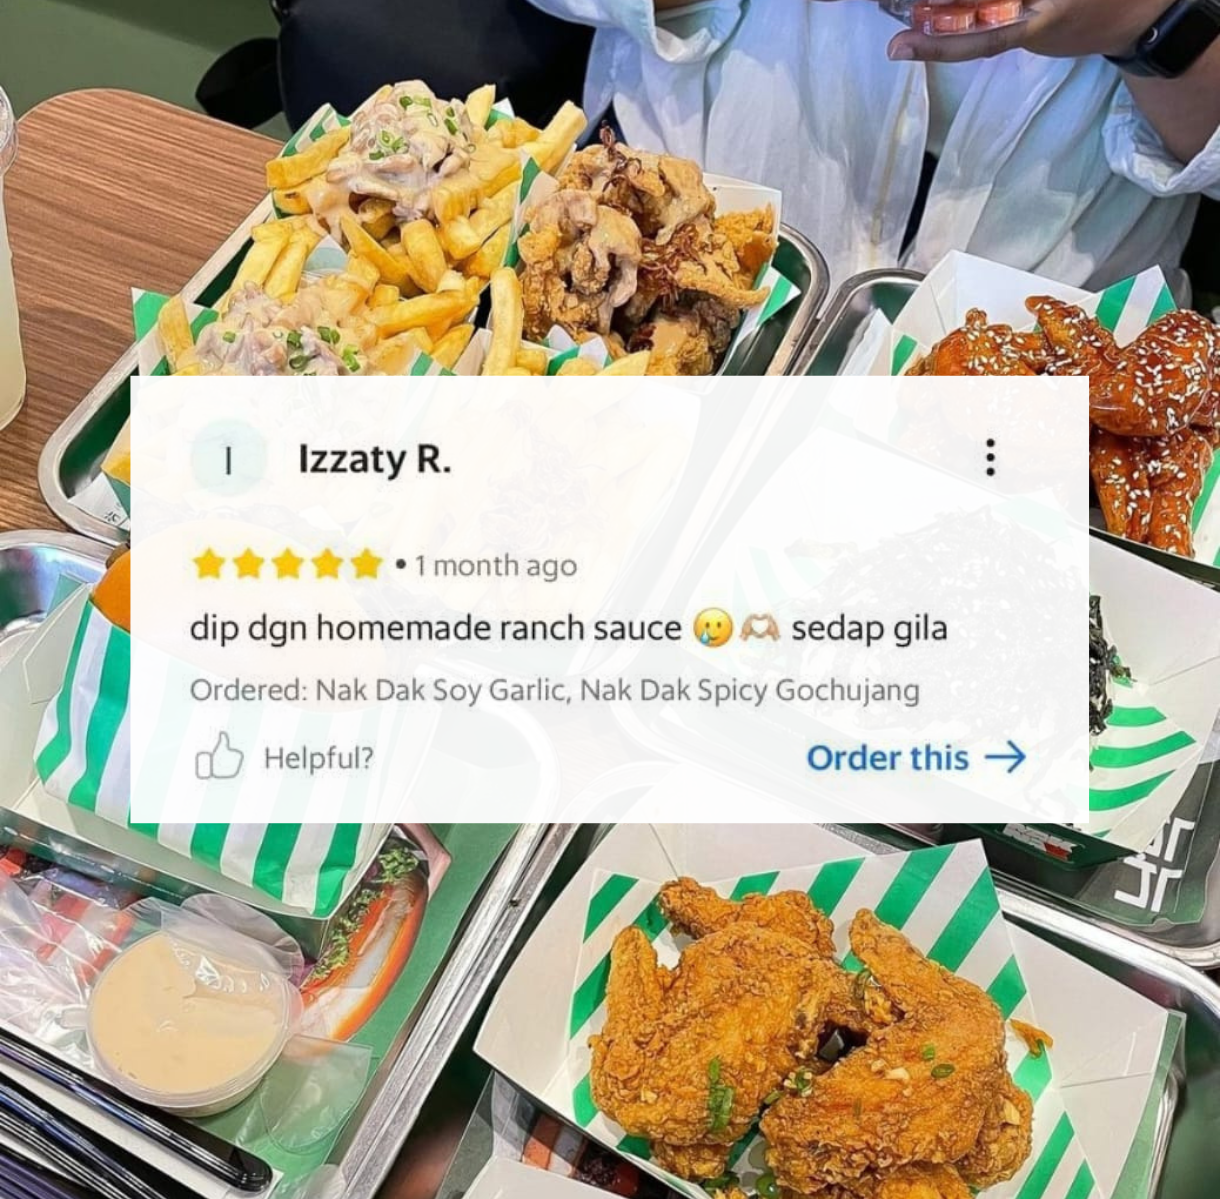 I
Izzaty R.
⭐⭐⭐⭐⭐ • 1 month ago
dip dgn homemade ranch sauce 🥲🫶🏼 sedap gila
Ordered: Nak Dak Soy Garlic, Nak Dak Spicy Gochujang
Helpful?
Order this →